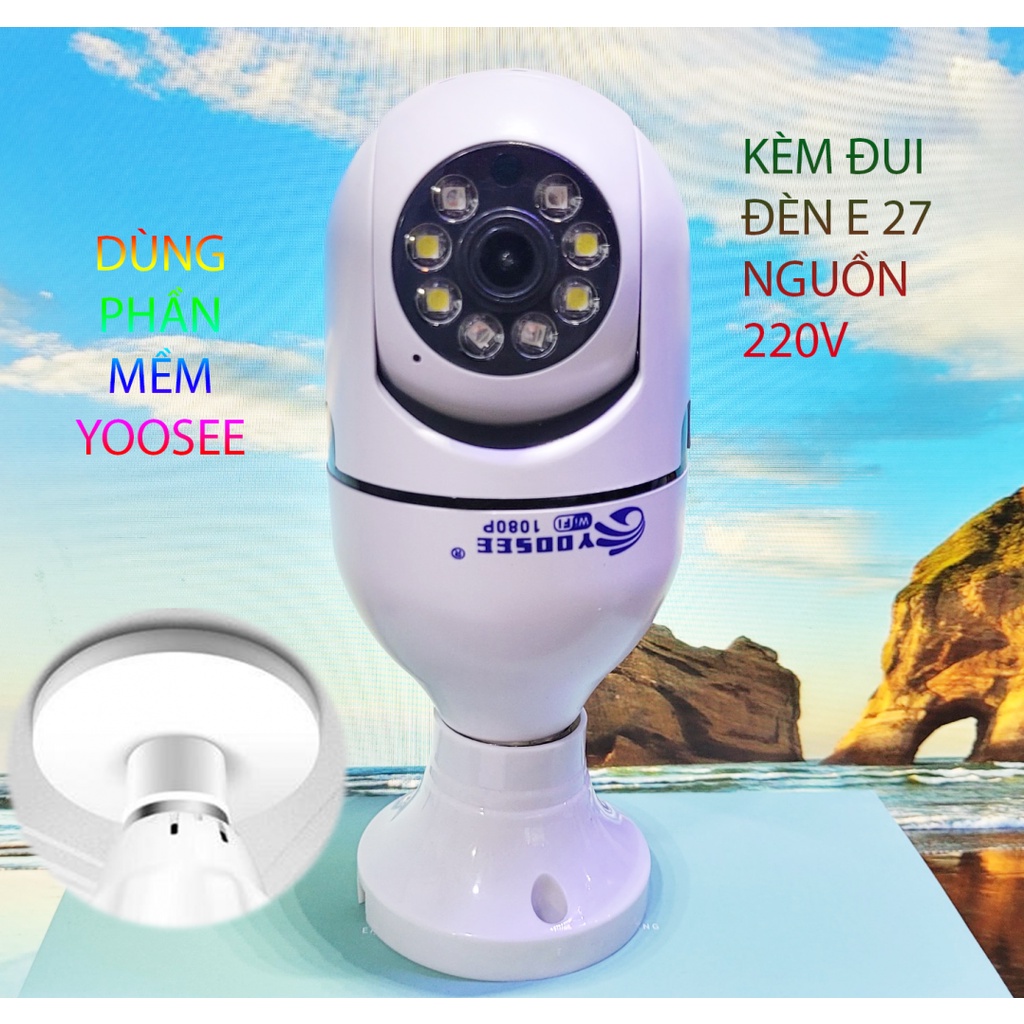 KÈM ĐUI
ĐÈN E 27
NGUỒN
220V
DÙNG
PHẦN
MỀM
YOOSEE
YOOSEE ®
WiFi 1080P